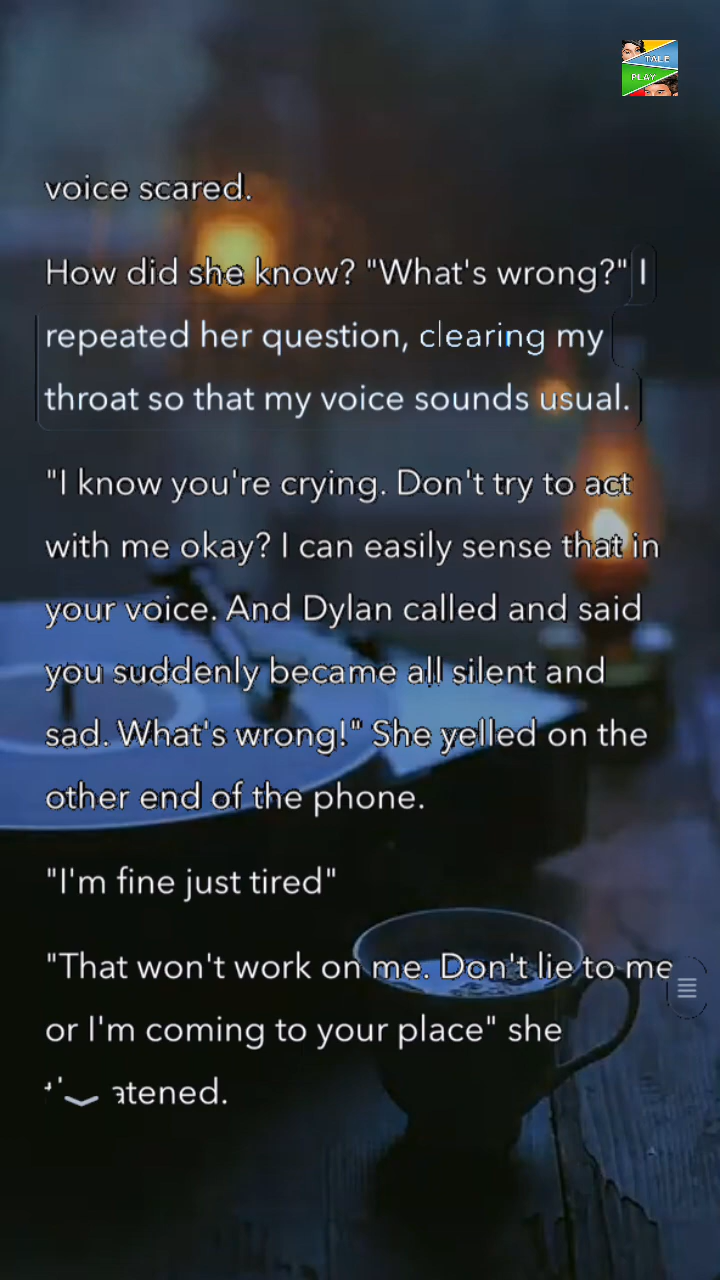 TALE
PLAY
voice scared.
How did she know? "What's wrong?" I
repeated her question, clearing my
throat so that my voice sounds usual.
"I know you're crying. Don't try to act
with me okay? I can easily sense that in
your voice. And Dylan called and said
you suddenly became all silent and
sad. What's wrong!" She yelled on the
other end of the phone.
"I'm fine just tired"
"That won't work on me. Don't lie to me
or I'm coming to your place" she
atened.